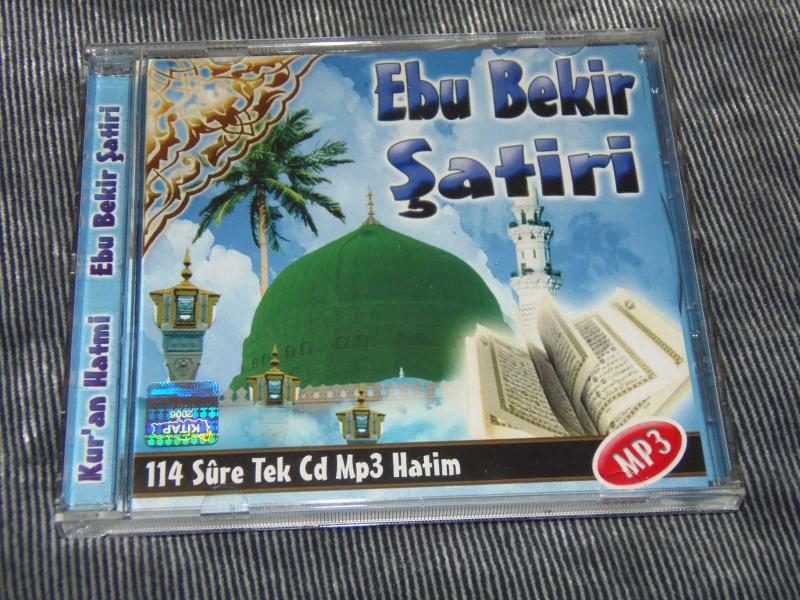 Ebu Bekir
Şatiri
Kur'an Hatmi Ebu Bekir Şatiri
KİTAP
2006
114 Sûre Tek Cd Mp3 Hatim
MP3